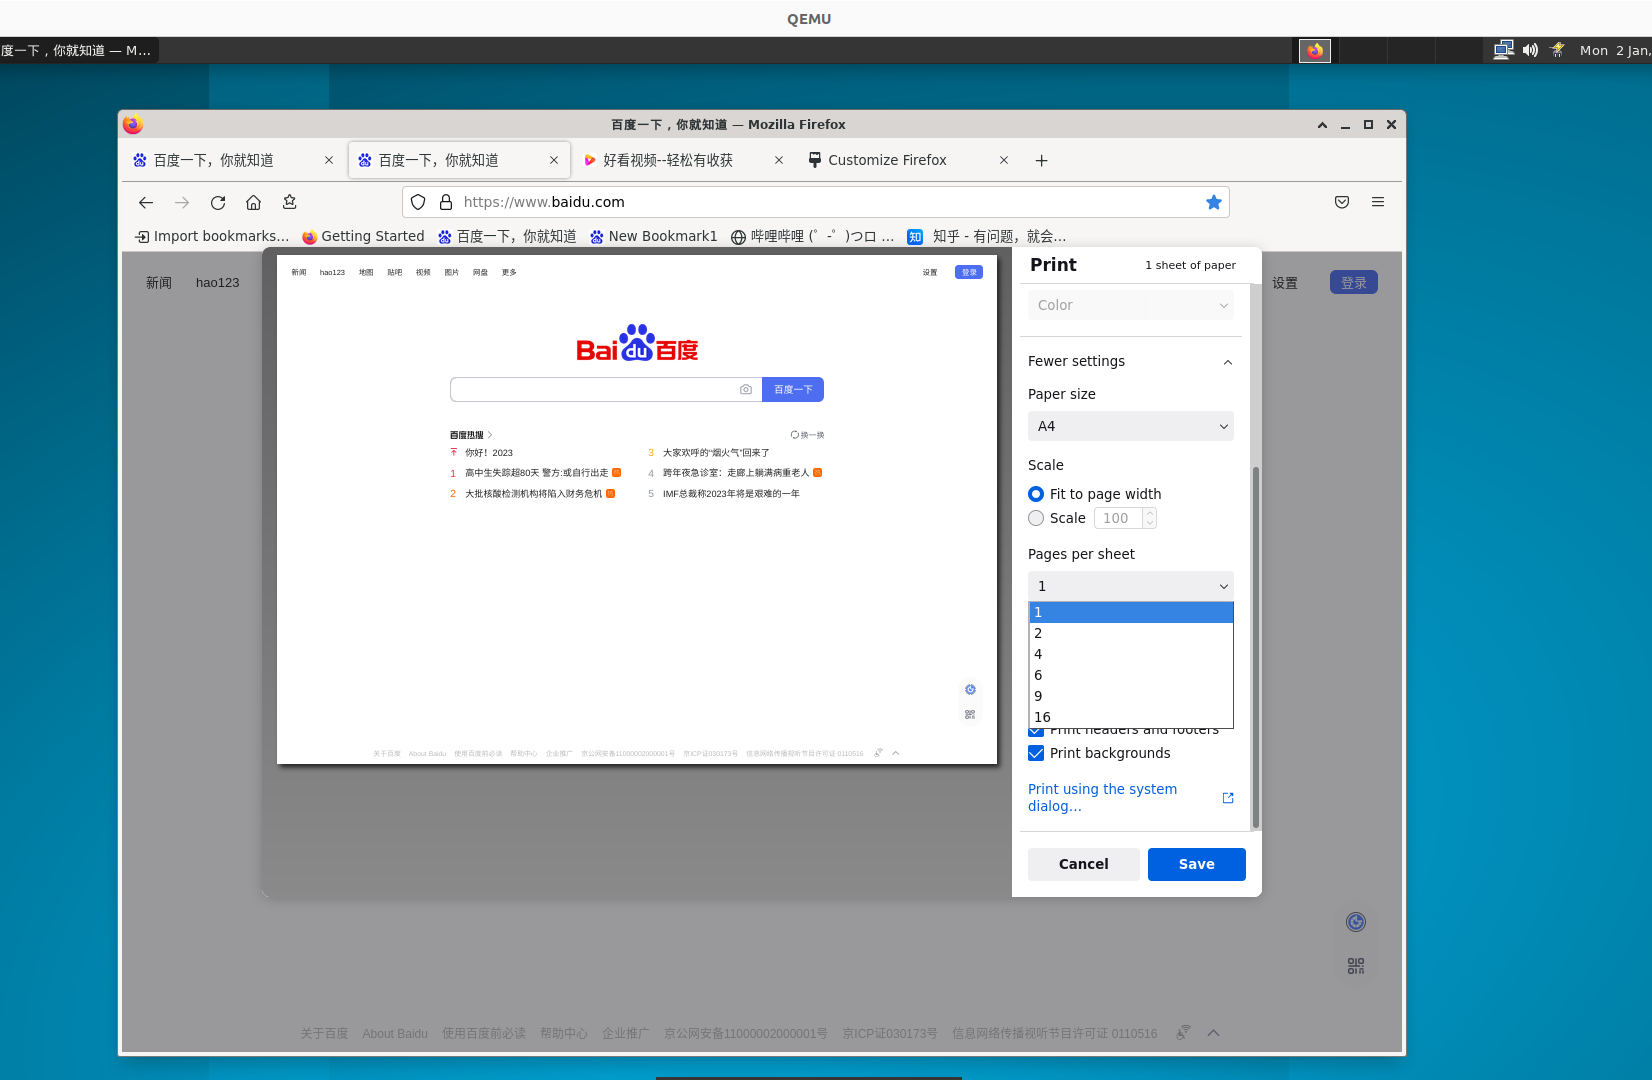 QEMU
度一下，你就知道 — M...
Mon 2 Jan,
百度一下，你就知道 — Mozilla Firefox
百度一下，你就知道
百度一下，你就知道
好看视频--轻松有收获
Customize Firefox
https://www.baidu.com
Import bookmarks...
Getting Started
百度一下，你就知道
New Bookmark1
哔哩哔哩 (゜-゜)つロ ...
知 知乎 - 有问题，就会...
新闻 hao123
设置 登录
新闻 hao123 地图 贴吧 视频 图片 网盘 更多
设置 登录
Bai du 百度
百度一下
百度热搜
换一换
你好！2023
1 高中生失踪超80天 警方:或自行出走
2 大批核酸检测机构将陷入财务危机
3 大家欢呼的"烟火气"回来了
4 跨年夜急诊室：走廊上躺满病重老人
5 IMF总裁称2023年将是艰难的一年
关于百度 About Baidu 使用百度前必读 帮助中心 企业推广 京公网安备11000002000001号 京ICP证030173号 信息网络传播视听节目许可证 0110516
Print
1 sheet of paper
Color
Fewer settings
Paper size
A4
Scale
Fit to page width
Scale 100
Pages per sheet
1
1
2
4
6
9
16
Print headers and footers
Print backgrounds
Print using the system
dialog...
Cancel
Save
关于百度 About Baidu 使用百度前必读 帮助中心 企业推广 京公网安备11000002000001号 京ICP证030173号 信息网络传播视听节目许可证 0110516